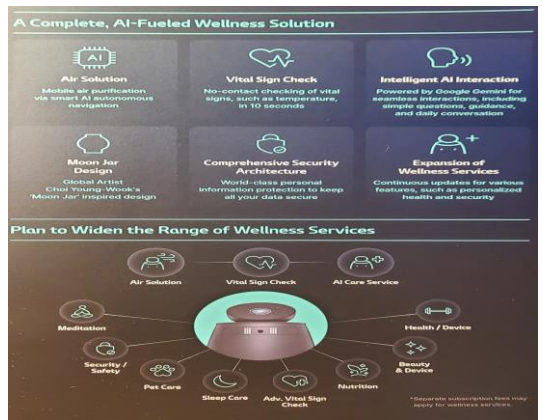 A Complete, AI-Fueled Wellness Solution
AI
Air Solution
Mobile air purification
via smart AI autonomous
navigation
Vital Sign Check
No-contact checking of vital
signs, such as temperature,
in 10 seconds
Intelligent AI Interaction
Powered by Google Gemini for
seamless interactions, including
simple questions, guidance,
and daily conversation
Moon Jar
Design
Global Artist
Choi Young-Wook's
'Moon Jar' inspired design
Comprehensive Security
Architecture
World-class personal
information protection to keep
all your data secure
Expansion of
Wellness Services
Continuous updates for various
features, such as personalized
health and security
Plan to Widen the Range of Wellness Services
Air Solution
Vital Sign Check
AI Care Service
Meditation
Health / Device
Security /
Safety
Beauty
& Device
Pet Care
Sleep Care
Adv. Vital Sign
Check
Nutrition
*Separate subscription fees may
apply for wellness services.